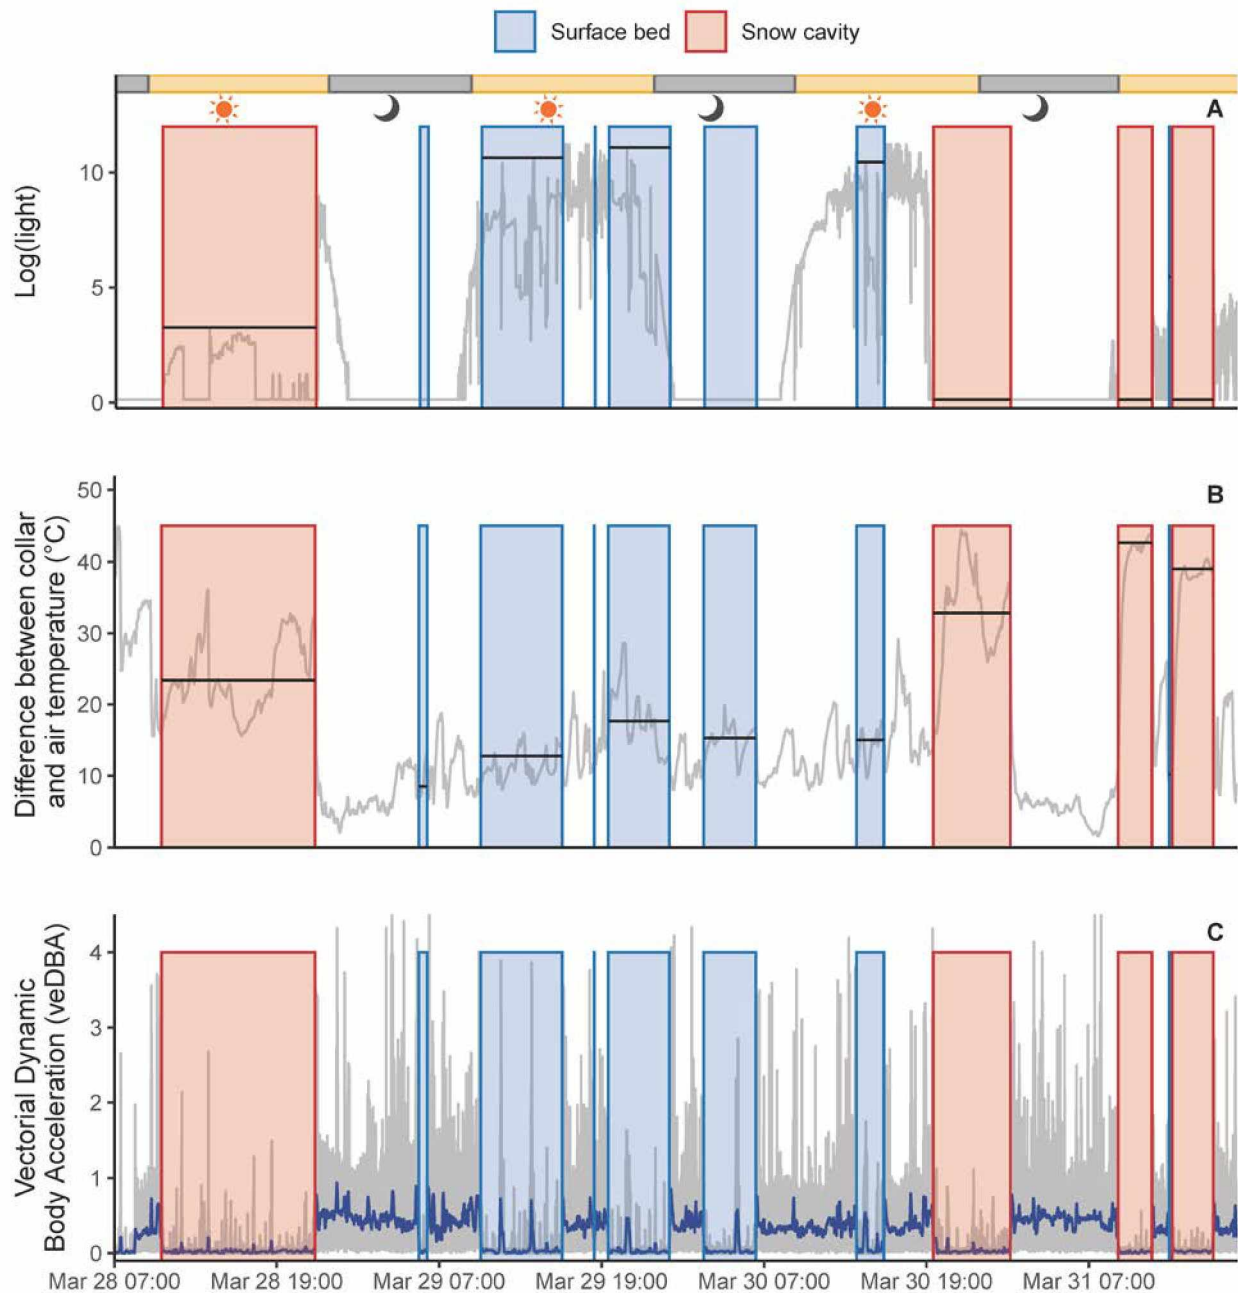 Surface bed Snow cavity
A
Log(light)
10
5
0
B
Difference between collar
and air temperature (°C)
50
40
30
20
10
0
C
Vectorial Dynamic
Body Acceleration (veDBA)
4
3
2
1
0
Mar 28 07:00 Mar 28 19:00 Mar 29 07:00 Mar 29 19:00 Mar 30 07:00 Mar 30 19:00 Mar 31 07:00